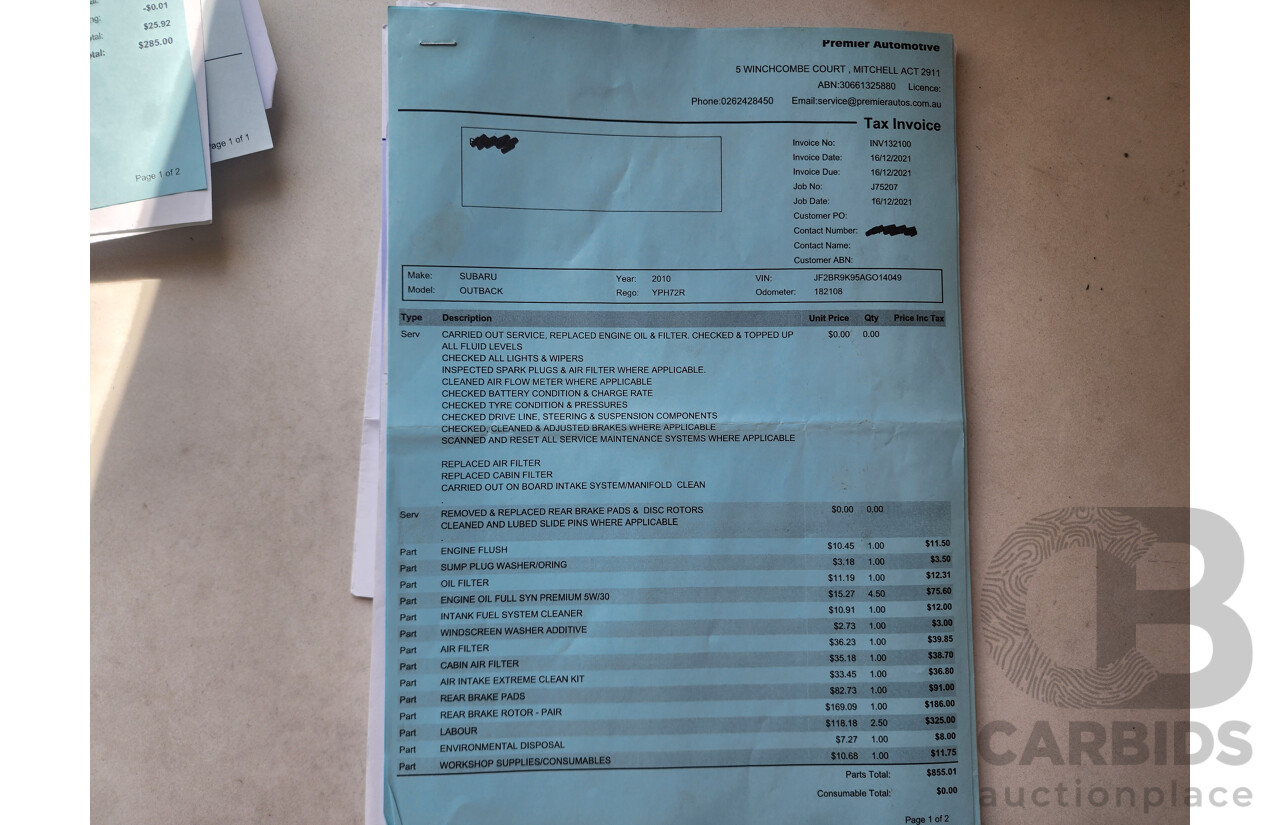 -$0.01
$25.92
$285.00
Page 1 of 2
Page 1 of 1
Premier Automotive
5 WINCHCOMBE COURT , MITCHELL ACT 2911
ABN:30661325880 Licence:
Phone:0262428450 Email:service@premierautos.com.au
Tax Invoice
Invoice No: INV132100
Invoice Date: 16/12/2021
Invoice Due: 16/12/2021
Job No: J75207
Job Date: 16/12/2021
Customer PO:
Contact Number:
Contact Name:
Customer ABN:
Make: SUBARU Year: 2010 VIN: JF2BR9K95AGO14049
Model: OUTBACK Rego: YPH72R Odometer: 182108
Type Description Unit Price Qty Price Inc Tax
Serv CARRIED OUT SERVICE, REPLACED ENGINE OIL & FILTER. CHECKED & TOPPED UP $0.00 0.00
ALL FLUID LEVELS
CHECKED ALL LIGHTS & WIPERS
INSPECTED SPARK PLUGS & AIR FILTER WHERE APPLICABLE.
CLEANED AIR FLOW METER WHERE APPLICABLE
CHECKED BATTERY CONDITION & CHARGE RATE
CHECKED TYRE CONDITION & PRESSURES
CHECKED DRIVE LINE, STEERING & SUSPENSION COMPONENTS
CHECKED, CLEANED & ADJUSTED BRAKES WHERE APPLICABLE
SCANNED AND RESET ALL SERVICE MAINTENANCE SYSTEMS WHERE APPLICABLE
REPLACED AIR FILTER
REPLACED CABIN FILTER
CARRIED OUT ON BOARD INTAKE SYSTEM/MANIFOLD CLEAN
.
Serv REMOVED & REPLACED REAR BRAKE PADS & DISC ROTORS $0.00 0.00
CLEANED AND LUBED SLIDE PINS WHERE APPLICABLE
.
Part ENGINE FLUSH $10.45 1.00 $11.50
Part SUMP PLUG WASHER/ORING $3.18 1.00 $3.50
Part OIL FILTER $11.19 1.00 $12.31
Part ENGINE OIL FULL SYN PREMIUM 5W/30 $15.27 4.50 $75.60
Part INTANK FUEL SYSTEM CLEANER $10.91 1.00 $12.00
Part WINDSCREEN WASHER ADDITIVE $2.73 1.00 $3.00
Part AIR FILTER $36.23 1.00 $39.85
Part CABIN AIR FILTER $35.18 1.00 $38.70
Part AIR INTAKE EXTREME CLEAN KIT $33.45 1.00 $36.80
Part REAR BRAKE PADS $82.73 1.00 $91.00
Part REAR BRAKE ROTOR - PAIR $169.09 1.00 $186.00
Part LABOUR $118.18 2.50 $325.00
Part ENVIRONMENTAL DISPOSAL $7.27 1.00 $8.00
Part WORKSHOP SUPPLIES/CONSUMABLES $10.68 1.00 $11.75
Parts Total: $855.01
Consumable Total: $0.00
Page 1 of 2
CARBIDS
auctionplace